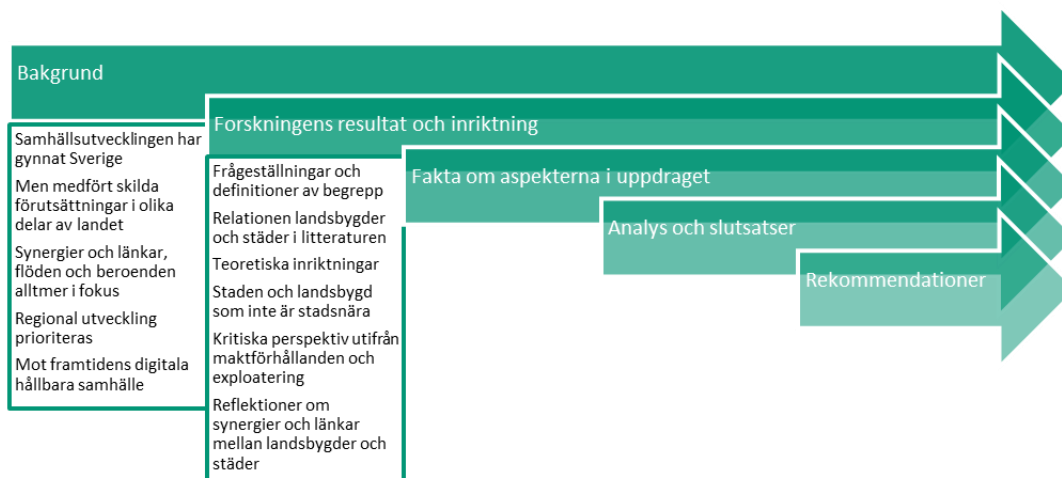 Bakgrund
Samhällsutvecklingen har
gynnat Sverige
Men medfört skilda
förutsättningar i olika
delar av landet
Synergier och länkar,
flöden och beroenden
alltmer i fokus
Regional utveckling
prioriteras
Mot framtidens digitala
hållbara samhälle
Forskningens resultat och inriktning
Frågeställningar och
definitioner av begrepp
Relationen landsbygder
och städer i litteraturen
Teoretiska inriktningar
Staden och landsbygd
som inte är stadsnära
Kritiska perspektiv utifrån
maktförhållanden och
exploatering
Reflektioner om
synergier och länkar
mellan landsbygder och
städer
Fakta om aspekterna i uppdraget
Analys och slutsatser
Rekommendationer